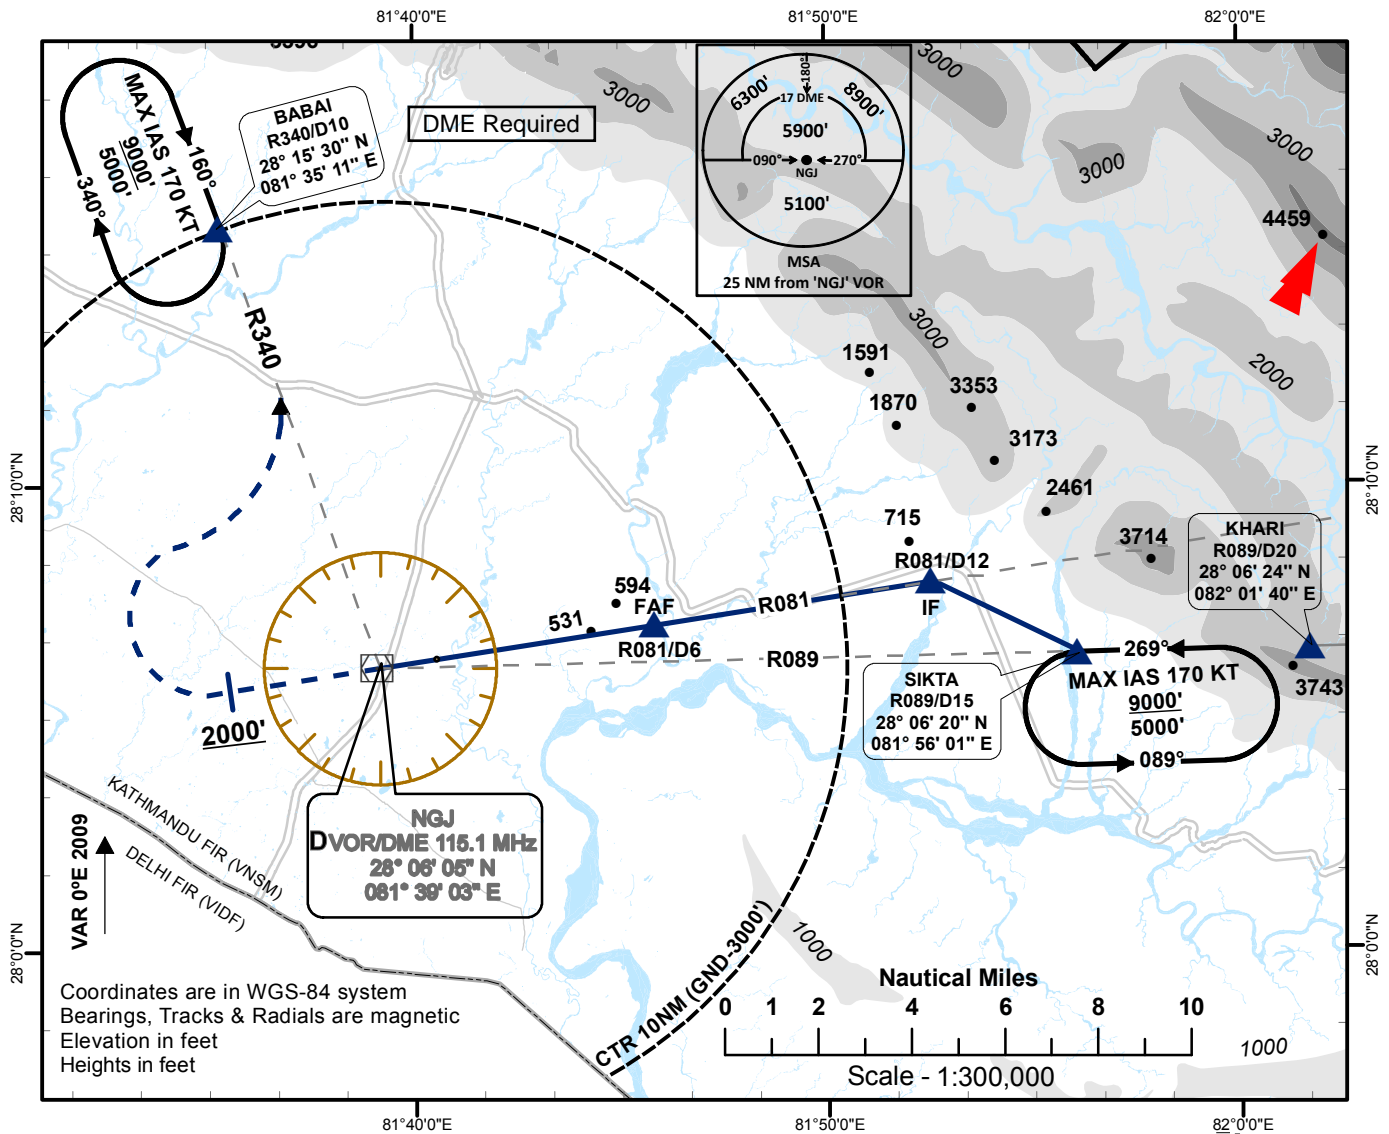 81°40'0"E
81°50'0"E
82°0'0"E
3000
3000
3000
3000
MAX IAS 170 KT
9000'
5000'
160°
340°
BABAI
R340/D10
28° 15' 30" N
081° 35' 11" E
DME Required
180°
6300'
8900'
17 DME
5900'
090°
270°
NGJ
5100'
MSA
25 NM from 'NGJ' VOR
4459
R340
3000
2000
1591
3353
1870
3173
2461
28°10'0"N
28°10'0"N
715
3714
KHARI
R089/D20
28° 06' 24" N
082° 01' 40" E
R081/D12
IF
594
FAF
531
R081/D6
R081
R089
269°
MAX IAS 170 KT
9000'
5000'
089°
3743
SIKTA
R089/D15
28° 06' 20" N
081° 56' 01" E
2000'
KATHMANDU FIR (VNSM)
DELHI FIR (VIDF)
VAR 0°E 2009
NGJ
DVOR/DME 115.1 MHz
28° 06' 05" N
081° 39' 03" E
28°0'0"N
28°0'0"N
1000
CTR 10NM (GND-3000')
Coordinates are in WGS-84 system
Bearings, Tracks & Radials are magnetic
Elevation in feet
Heights in feet
Nautical Miles
0 1 2 4 6 8 10
Scale - 1:300,000
1000
81°40'0"E
81°50'0"E
82°0'0"E